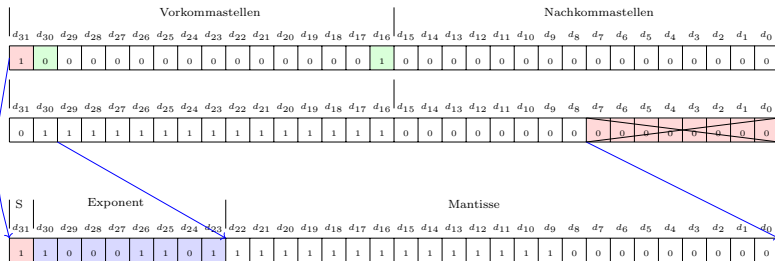 Vorkommastellen Nachkommastellen
d31 d30 d29 d28 d27 d26 d25 d24 d23 d22 d21 d20 d19 d18 d17 d16 d15 d14 d13 d12 d11 d10 d9 d8 d7 d6 d5 d4 d3 d2 d1 d0
1 0 0 0 0 0 0 0 0 0 0 0 0 0 0 1 0 0 0 0 0 0 0 0 0 0 0 0 0 0 0 0
d31 d30 d29 d28 d27 d26 d25 d24 d23 d22 d21 d20 d19 d18 d17 d16 d15 d14 d13 d12 d11 d10 d9 d8 d7 d6 d5 d4 d3 d2 d1 d0
0 1 1 1 1 1 1 1 1 1 1 1 1 1 1 1 0 0 0 0 0 0 0 0 0 0 0 0 0 0 0 0
S Exponent Mantisse
d31 d30 d29 d28 d27 d26 d25 d24 d23 d22 d21 d20 d19 d18 d17 d16 d15 d14 d13 d12 d11 d10 d9 d8 d7 d6 d5 d4 d3 d2 d1 d0
1 1 0 0 0 1 1 0 1 1 1 1 1 1 1 1 1 1 1 1 1 1 1 0 0 0 0 0 0 0 0 0